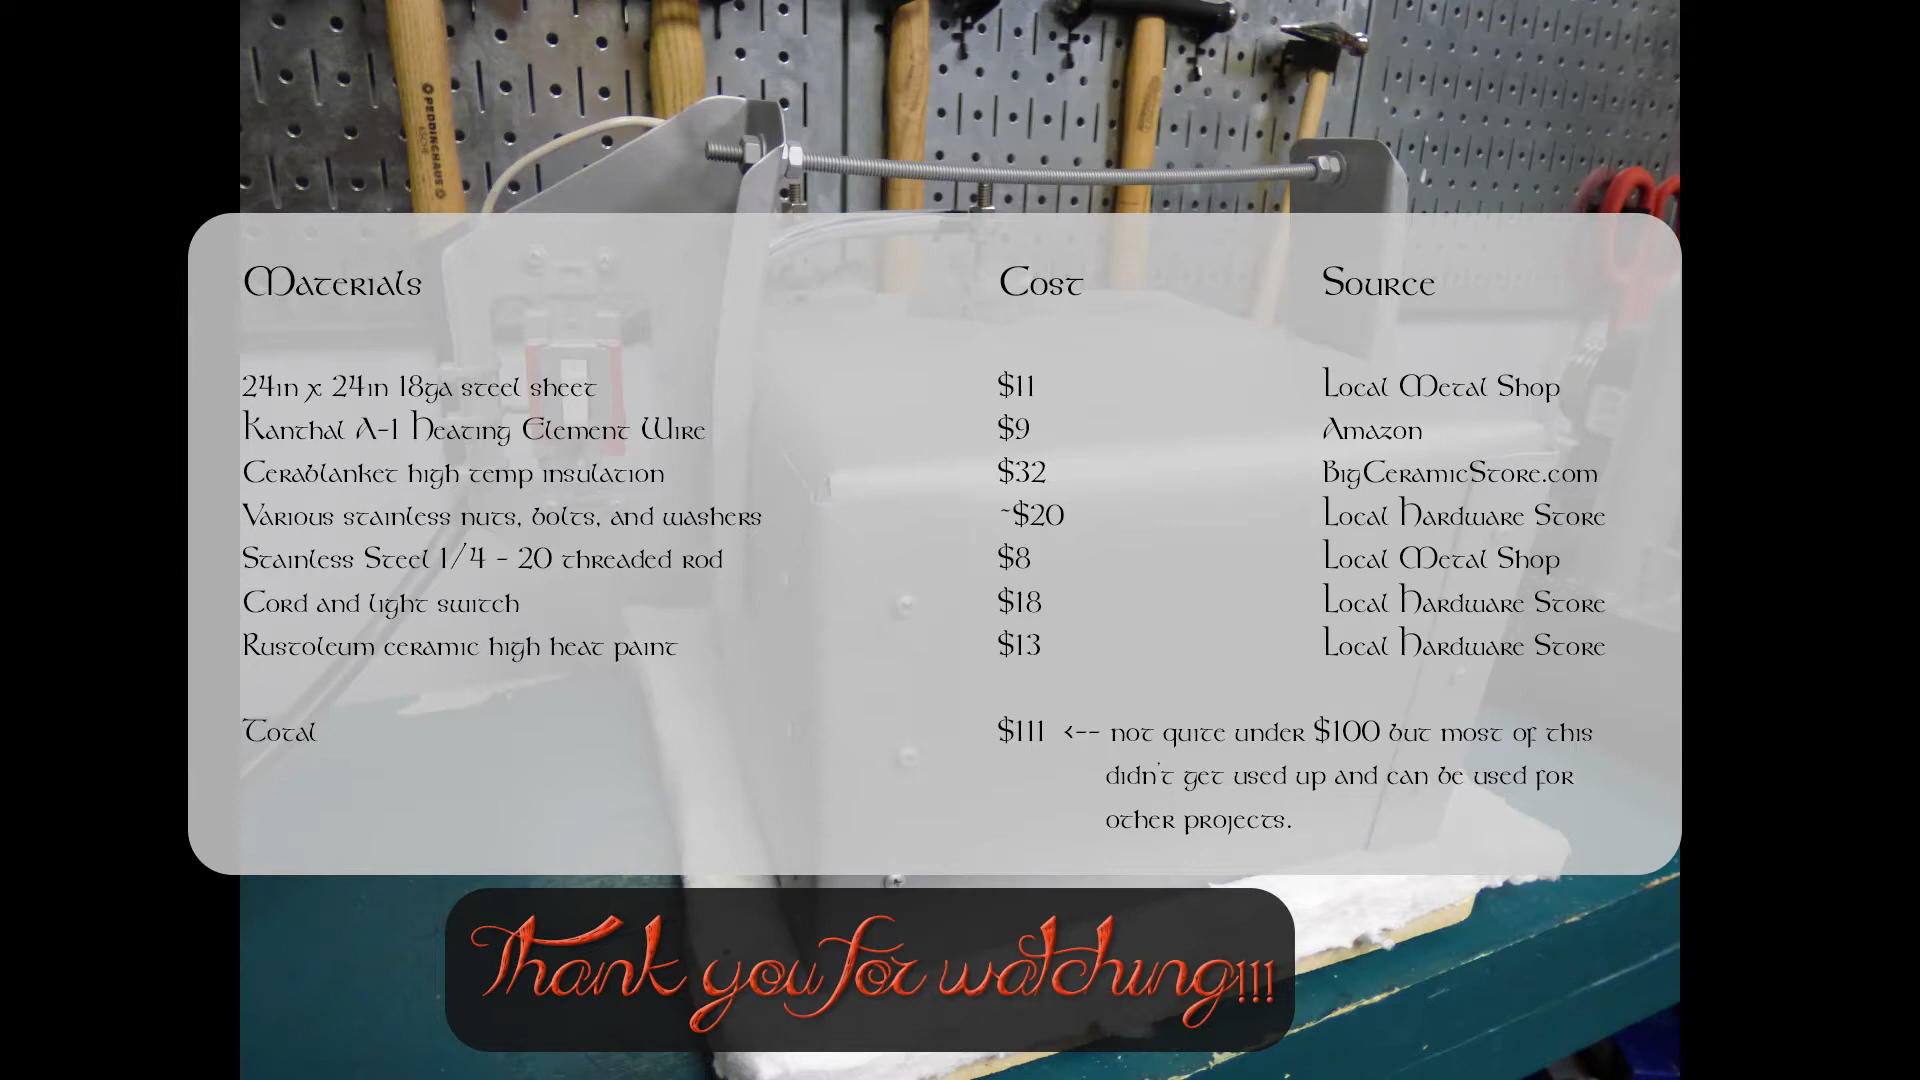 PEDDINGHAUS
Materials Cost Source
24in x 24in 18ga steel sheet $11 Local Metal Shop
Kanthal A-1 Heating Element Wire $9 Amazon
Cerablanket high temp insulation $32 BigCeramicStore.com
Various stainless nuts, bolts, and washers ~$20 Local Hardware Store
Stainless Steel 1/4 - 20 threaded rod $8 Local Metal Shop
Cord and light switch $18 Local Hardware Store
Rustoleum ceramic high heat paint $13 Local Hardware Store
Total $111 <-- not quite under $100 but most of this
didn't get used up and can be used for
other projects.
Thank you for watching!!!